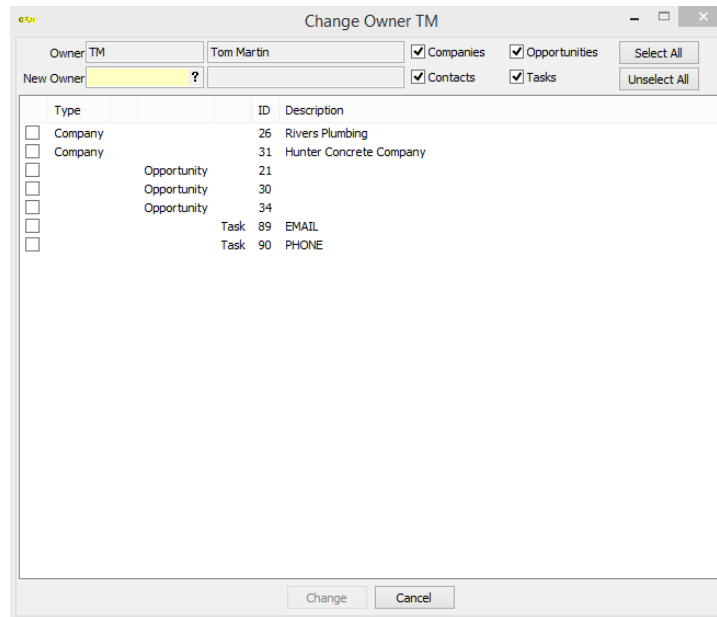 Change Owner TM
Owner TM Tom Martin Companies Opportunities Select All
New Owner ? Contacts Tasks Unselect All
Type ID Description
Company 26 Rivers Plumbing
Company 31 Hunter Concrete Company
Opportunity 21
Opportunity 30
Opportunity 34
Task 89 EMAIL
Task 90 PHONE
Change Cancel